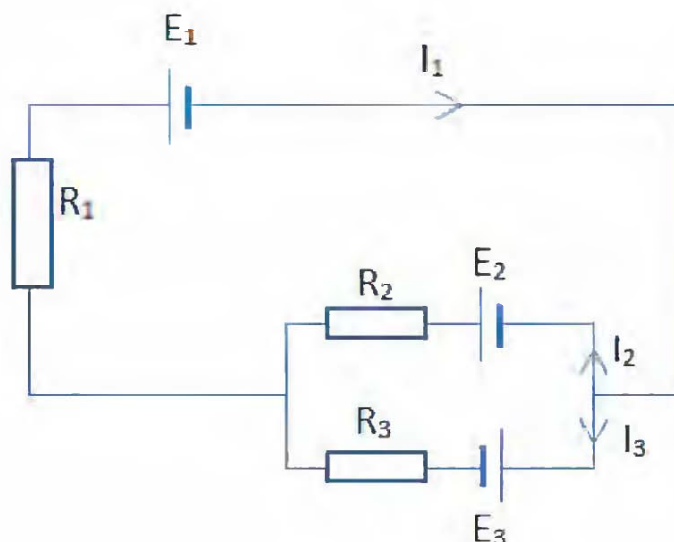 E₁
I₁
R₁
E₂
R₂
I₂
R₃
I₃
E₃